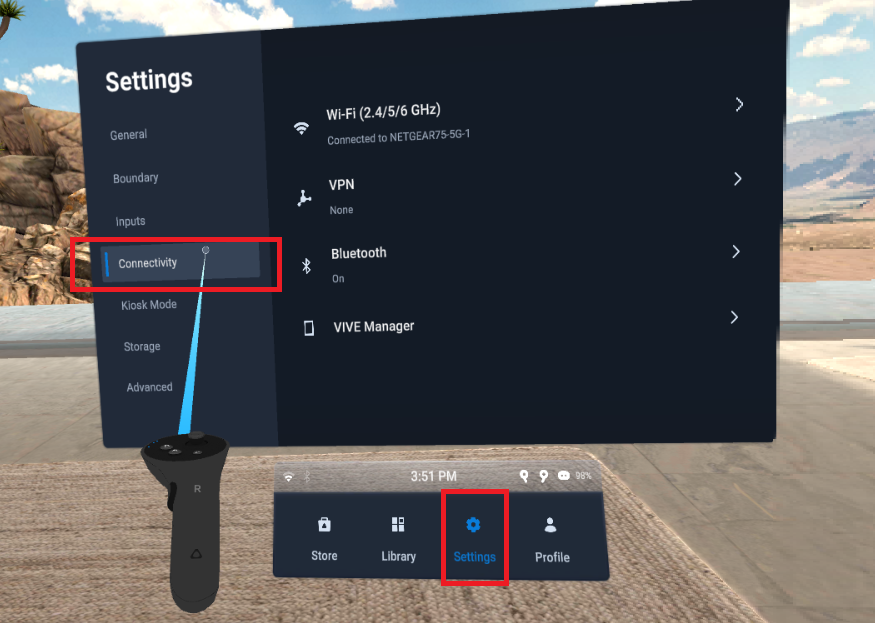 Settings
General
Boundary
Inputs
Connectivity
Kiosk Mode
Storage
Advanced
Wi-Fi (2.4/5/6 GHz)
Connected to NETGEAR75-5G-1
VPN
None
Bluetooth
On
VIVE Manager
R
3:51 PM
98%
Store
Library
Settings
Profile